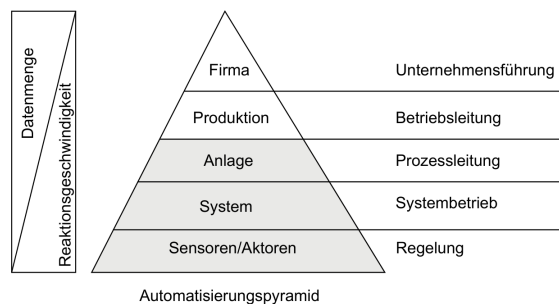 Datenmenge
Reaktionsgeschwindigkeit
Firma
Unternehmensführung
Produktion
Betriebsleitung
Anlage
Prozessleitung
System
Systembetrieb
Sensoren/Aktoren
Regelung
Automatisierungspyramid